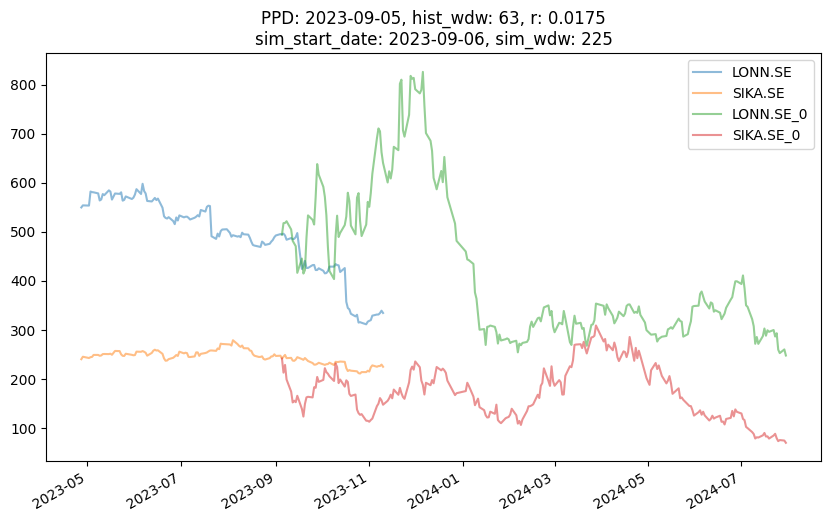 PPD: 2023-09-05, hist_wdw: 63, r: 0.0175
sim_start_date: 2023-09-06, sim_wdw: 225
LONN.SE
SIKA.SE
LONN.SE_0
SIKA.SE_0
800
700
600
500
400
300
200
100
2023-05
2023-07
2023-09
2023-11
2024-01
2024-03
2024-05
2024-07